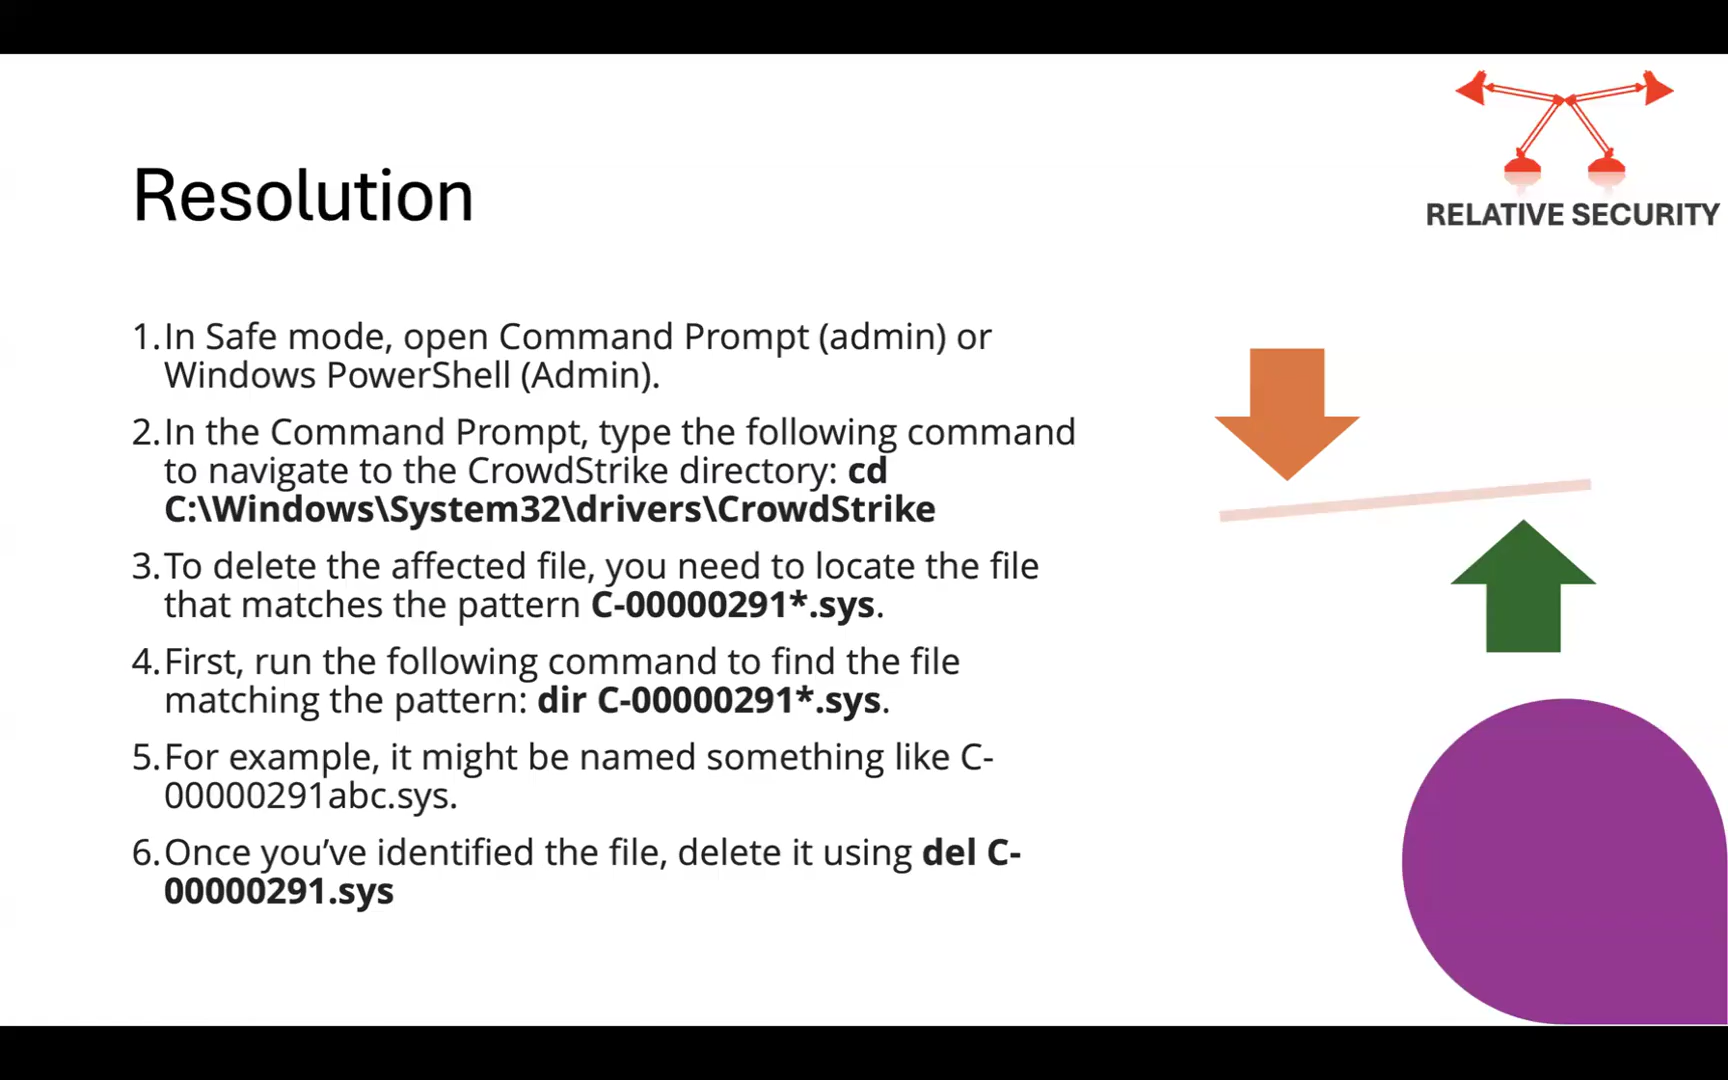 RELATIVE SECURITY
Resolution
1.In Safe mode, open Command Prompt (admin) or
Windows PowerShell (Admin).
2.In the Command Prompt, type the following command
to navigate to the CrowdStrike directory: cd
C:\Windows\System32\drivers\CrowdStrike
3.To delete the affected file, you need to locate the file
that matches the pattern C-00000291*.sys.
4.First, run the following command to find the file
matching the pattern: dir C-00000291*.sys.
5.For example, it might be named something like C-
00000291abc.sys.
6.Once you’ve identified the file, delete it using del C-
00000291.sys